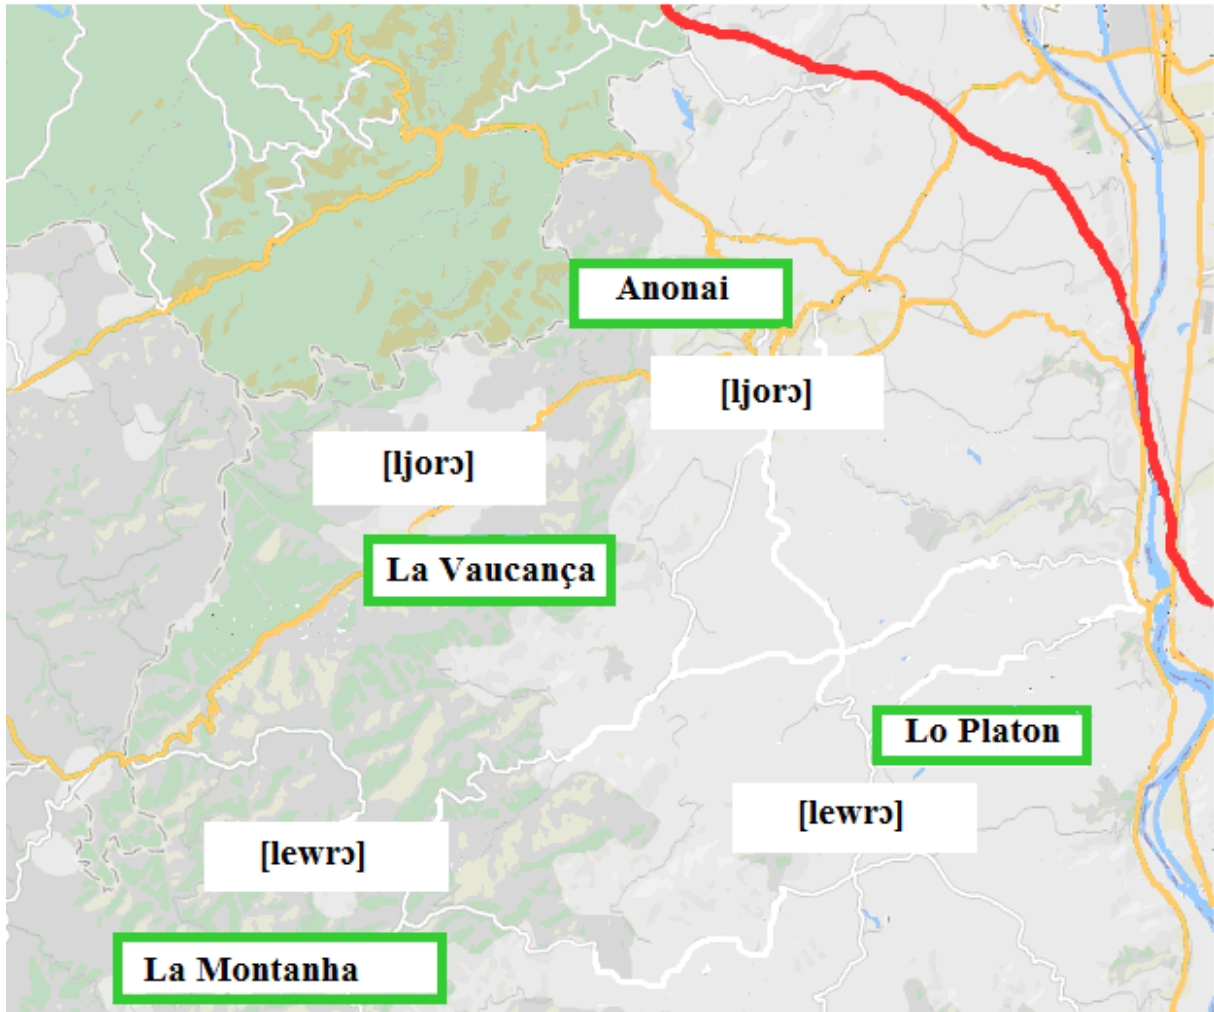 Anonai
[ljorɔ]
[ljorɔ]
La Vaucança
Lo Platon
[lewrɔ]
[lewrɔ]
La Montanha